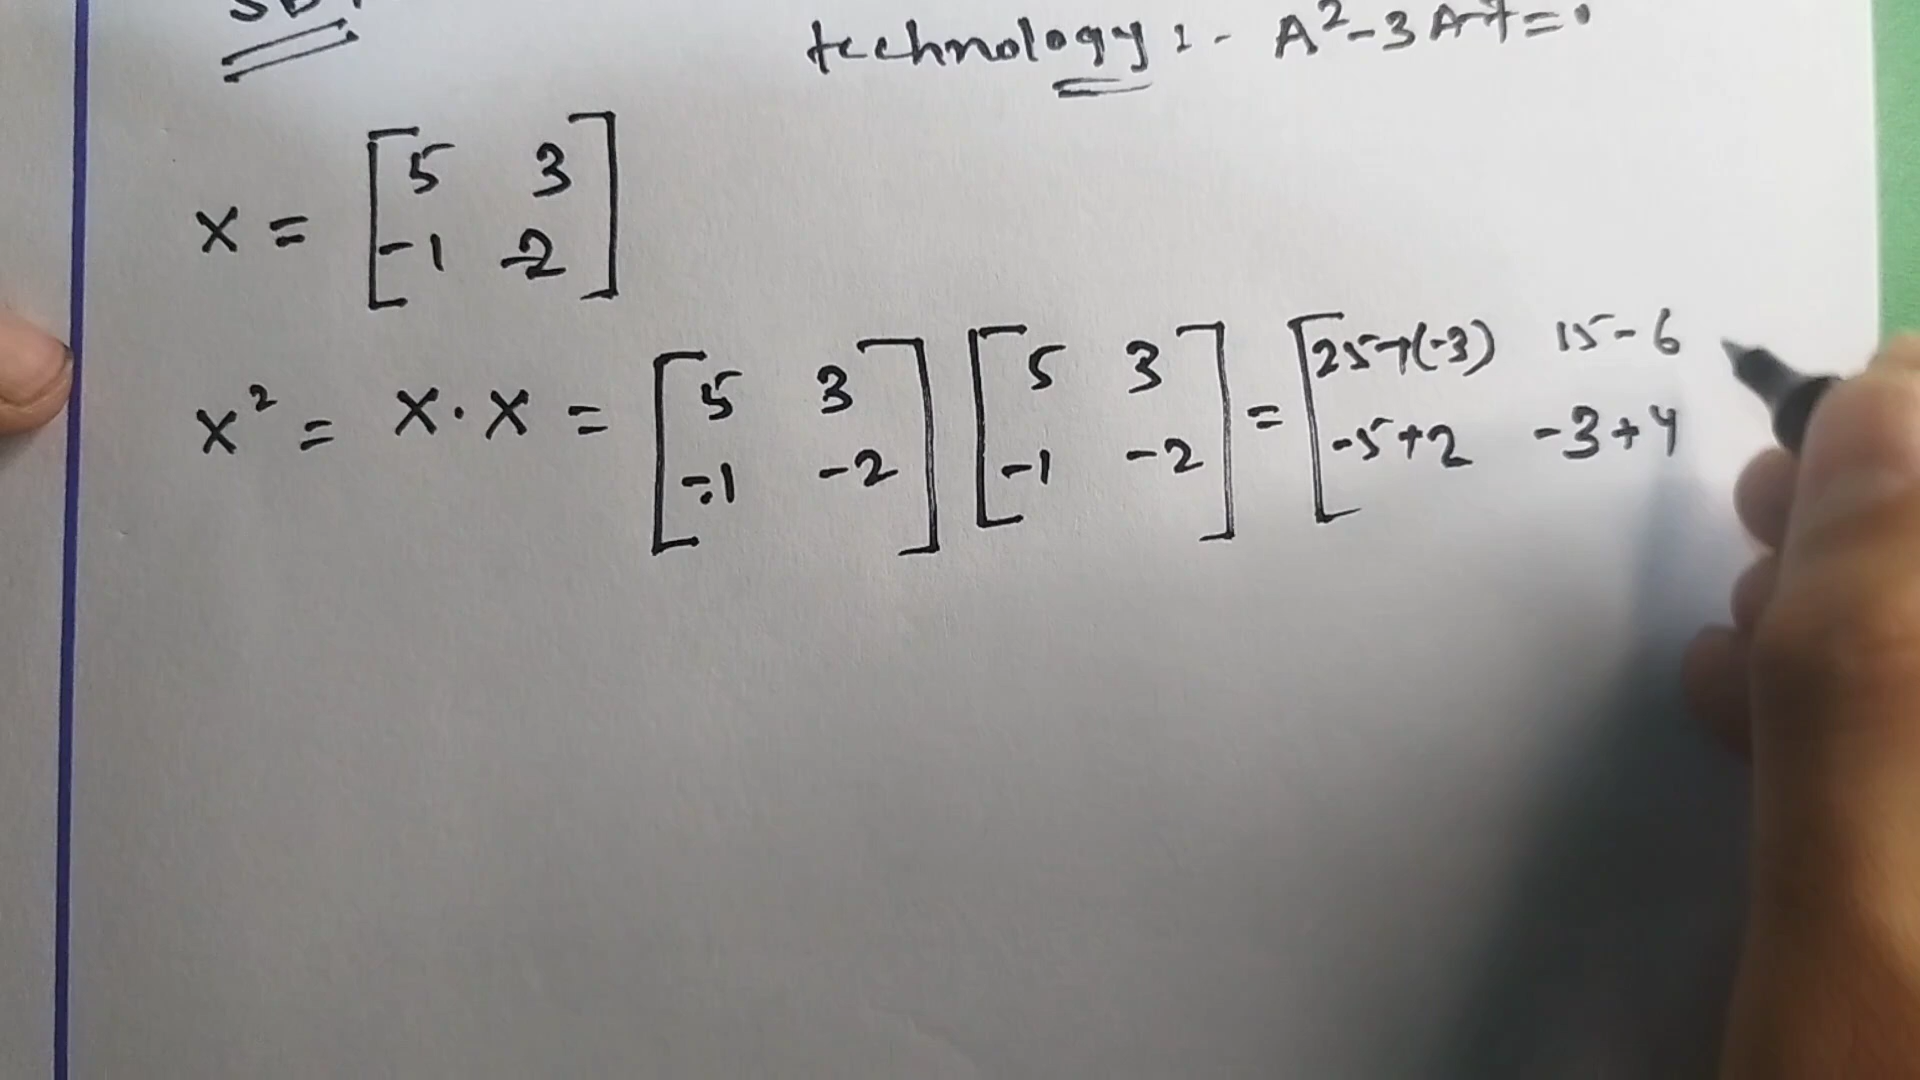 technology :- A²-3A-7=0
X = [5 3
-1 -2]
X² = X·X = [5 3 [5 3 = [25+(-3) 15-6
-1 -2] -1 -2] -5+2 -3+4